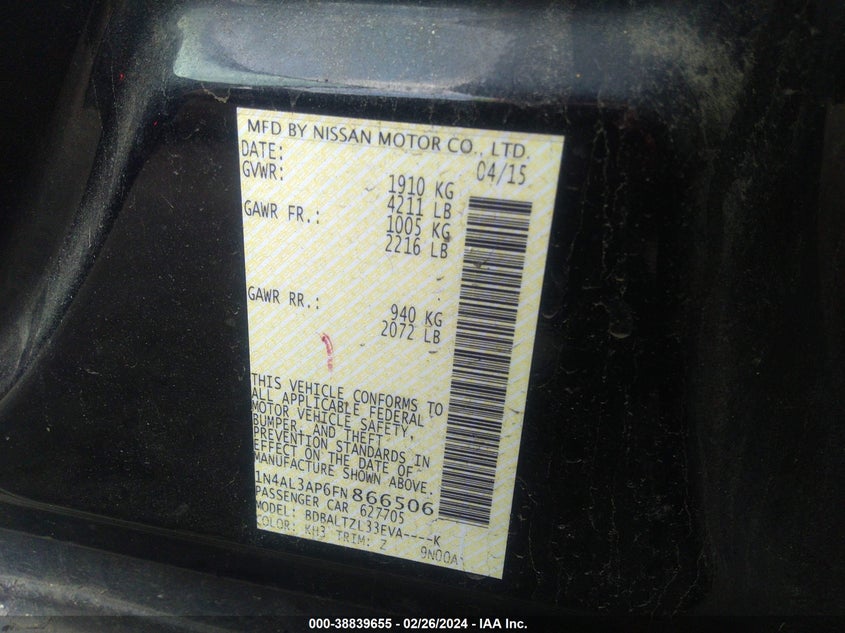 MFD BY NISSAN MOTOR CO., LTD.
DATE: 04/15
GVWR: 1910 KG
4211 LB
GAWR FR.: 1005 KG
2216 LB
GAWR RR.: 940 KG
2072 LB
THIS VEHICLE CONFORMS TO
ALL APPLICABLE FEDERAL
MOTOR VEHICLE SAFETY,
BUMPER, AND THEFT
PREVENTION STANDARDS IN
EFFECT ON THE DATE OF
MANUFACTURE SHOWN ABOVE.
1N4AL3AP6FN866506
PASSENGER CAR 627705
MODEL: BDBALTZL33EVA----K
COLOR: KH3 TRIM: Z 9N00A
000-38839655 - 02/26/2024 - IAA Inc.